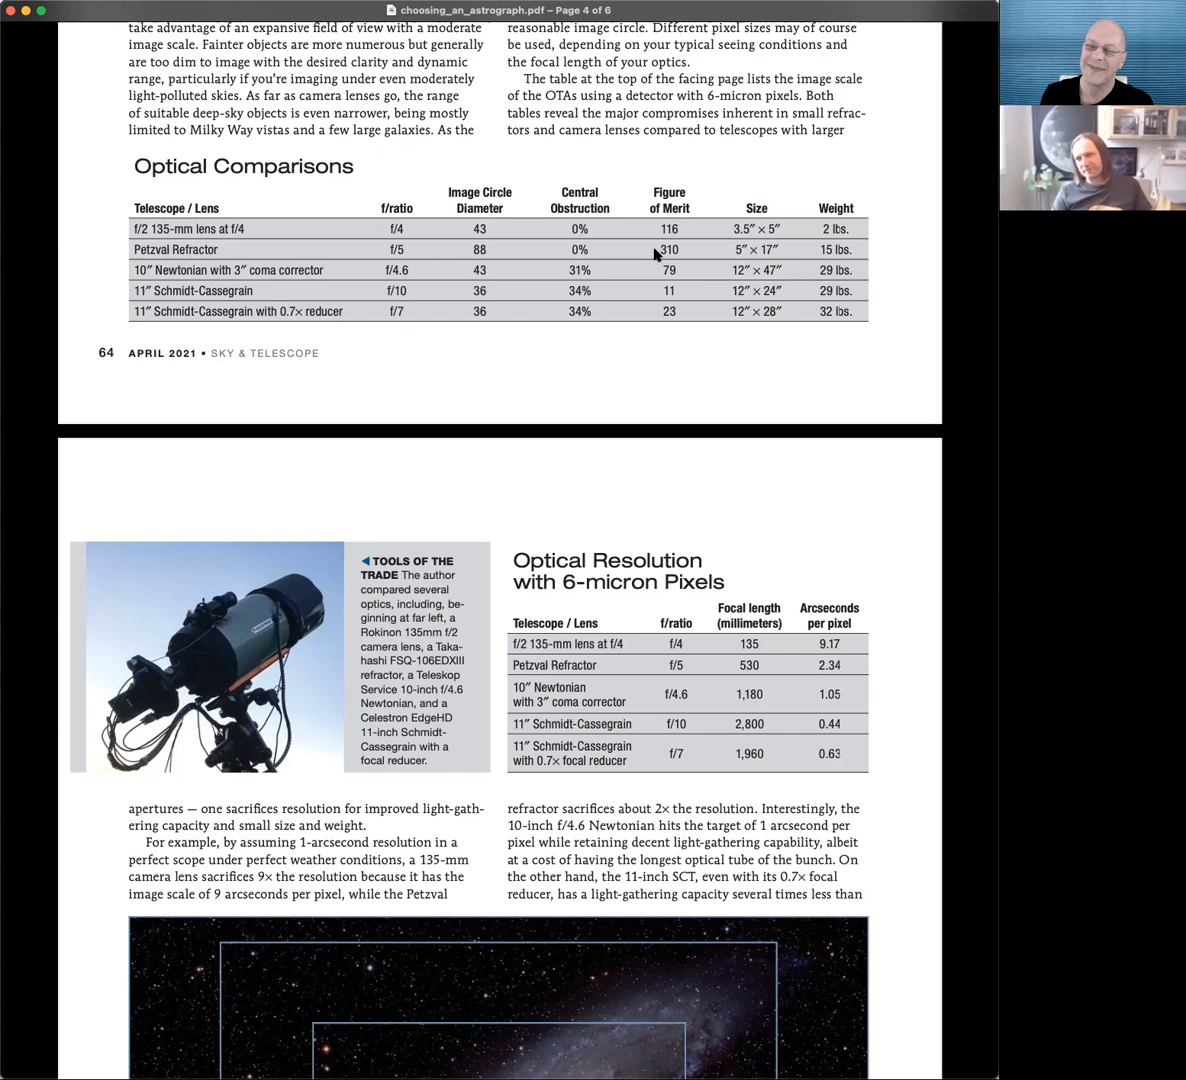 choosing_an_astrograph.pdf – Page 4 of 6
take advantage of an expansive field of view with a moderate
image scale. Fainter objects are more numerous but generally
are too dim to image with the desired clarity and dynamic
range, particularly if you're imaging under even moderately
light-polluted skies. As far as camera lenses go, the range
of suitable deep-sky objects is even narrower, being mostly
limited to Milky Way vistas and a few large galaxies. As the
reasonable image circle. Different pixel sizes may of course
be used, depending on your typical seeing conditions and
the focal length of your optics.
The table at the top of the facing page lists the image scale
of the OTAs using a detector with 6-micron pixels. Both
tables reveal the major compromises inherent in small refrac-
tors and camera lenses compared to telescopes with larger
Optical Comparisons
Telescope / Lens f/ratio Image Circle Diameter Central Obstruction Figure of Merit Size Weight
f/2 135-mm lens at f/4 f/4 43 0% 116 3.5″ × 5″ 2 lbs.
Petzval Refractor f/5 88 0% 310 5″ × 17″ 15 lbs.
10″ Newtonian with 3″ coma corrector f/4.6 43 31% 79 12″ × 47″ 29 lbs.
11″ Schmidt-Cassegrain f/10 36 34% 11 12″ × 24″ 29 lbs.
11″ Schmidt-Cassegrain with 0.7× reducer f/7 36 34% 23 12″ × 28″ 32 lbs.
64 APRIL 2021 • SKY & TELESCOPE
◀ TOOLS OF THE
TRADE The author
compared several
optics, including, be-
ginning at far left, a
Rokinon 135mm f/2
camera lens, a Taka-
hashi FSQ-106EDXIII
refractor, a Teleskop
Service 10-inch f/4.6
Newtonian, and a
Celestron EdgeHD
11-inch Schmidt-
Cassegrain with a
focal reducer.
Optical Resolution
with 6-micron Pixels
Telescope / Lens f/ratio Focal length (millimeters) Arcseconds per pixel
f/2 135-mm lens at f/4 f/4 135 9.17
Petzval Refractor f/5 530 2.34
10″ Newtonian with 3″ coma corrector f/4.6 1,180 1.05
11″ Schmidt-Cassegrain f/10 2,800 0.44
11″ Schmidt-Cassegrain with 0.7× focal reducer f/7 1,960 0.63
apertures — one sacrifices resolution for improved light-gath-
ering capacity and small size and weight.
For example, by assuming 1-arcsecond resolution in a
perfect scope under perfect weather conditions, a 135-mm
camera lens sacrifices 9× the resolution because it has the
image scale of 9 arcseconds per pixel, while the Petzval
refractor sacrifices about 2× the resolution. Interestingly, the
10-inch f/4.6 Newtonian hits the target of 1 arcsecond per
pixel while retaining decent light-gathering capability, albeit
at a cost of having the longest optical tube of the bunch. On
the other hand, the 11-inch SCT, even with its 0.7× focal
reducer, has a light-gathering capacity several times less than